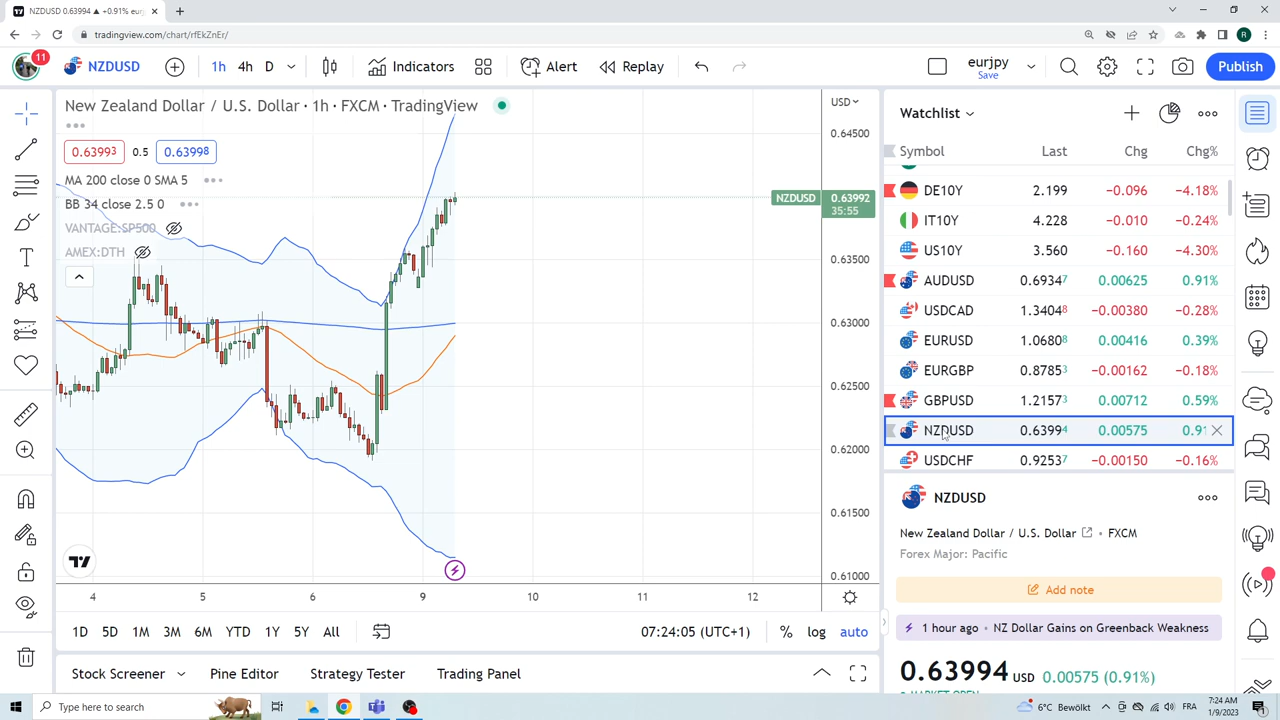 NZDUSD 0.63994 ▲ +0.91% eurj
tradingview.com/chart/rfEkZnEr/
R
11
NZDUSD
1h 4h D
Indicators
Alert
Replay
eurjpy
Save
Publish
New Zealand Dollar / U.S. Dollar · 1h · FXCM · TradingView
0.63993 0.5 0.63998
MA 200 close 0 SMA 5
BB 34 close 2.5 0
VANTAGE:SP500
AMEX:DTH
USD
0.64500
NZDUSD 0.63992
35:55
0.63500
0.63000
0.62500
0.62000
0.61500
0.61000
4 5 6 9 10 11 12
1D 5D 1M 3M 6M YTD 1Y 5Y All
07:24:05 (UTC+1) % log auto
Stock Screener Pine Editor Strategy Tester Trading Panel
Watchlist
Symbol Last Chg Chg%
DE10Y 2.199 −0.096 −4.18%
IT10Y 4.228 −0.010 −0.24%
US10Y 3.560 −0.160 −4.30%
AUDUSD 0.69347 0.00625 0.91%
USDCAD 1.34048 −0.00380 −0.28%
EURUSD 1.06808 0.00416 0.39%
EURGBP 0.87853 −0.00162 −0.18%
GBPUSD 1.21573 0.00712 0.59%
NZDUSD 0.63994 0.00575 0.91
USDCHF 0.92537 −0.00150 −0.16%
NZDUSD
New Zealand Dollar / U.S. Dollar • FXCM
Forex Major: Pacific
Add note
1 hour ago • NZ Dollar Gains on Greenback Weakness
0.63994 USD 0.00575 (0.91%)
MARKET OPEN
Type here to search
6°C Bewölkt
FRA
7:24 AM
1/9/2023